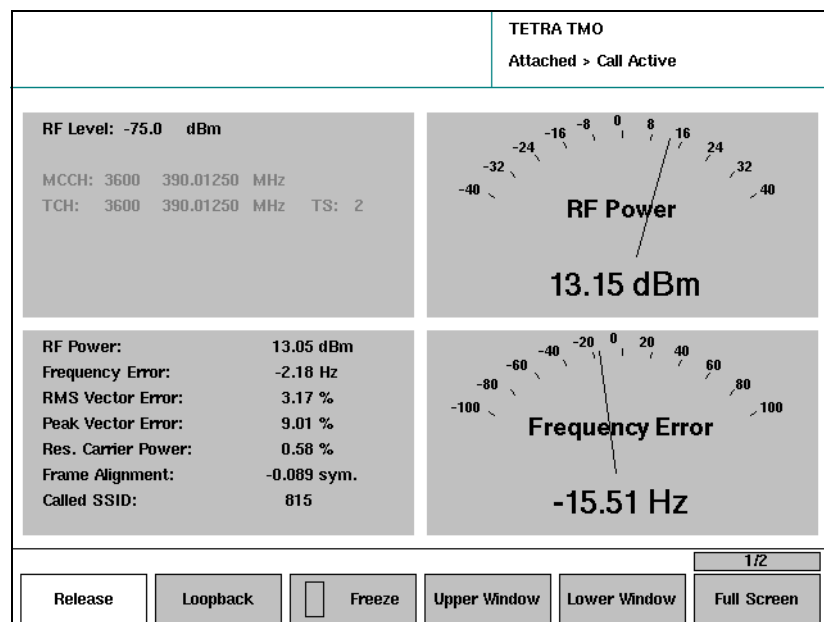 TETRA TMO
Attached > Call Active
RF Level: -75.0 dBm
MCCH: 3600 390.01250 MHz
TCH: 3600 390.01250 MHz TS: 2
-40 -32 -24 -16 -8 0 8 16 24 32 40
RF Power
13.15 dBm
RF Power: 13.05 dBm
Frequency Error: -2.18 Hz
RMS Vector Error: 3.17 %
Peak Vector Error: 9.01 %
Res. Carrier Power: 0.58 %
Frame Alignment: -0.089 sym.
Called SSID: 815
-100 -80 -60 -40 -20 0 20 40 60 80 100
Frequency Error
-15.51 Hz
1/2
Release Loopback Freeze Upper Window Lower Window Full Screen